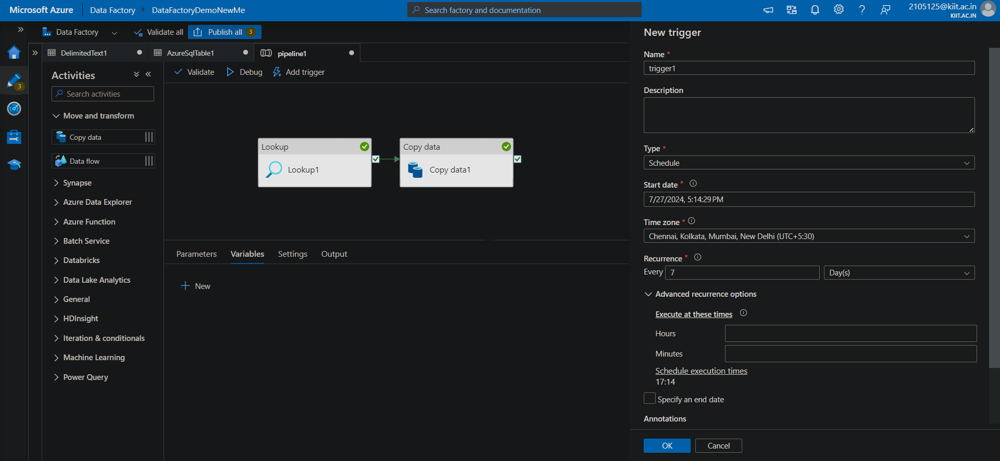 Microsoft Azure
Data Factory
DataFactoryDemoNewMe
Search factory and documentation
2105125@kiit.ac.in
KIIT.AC.IN
Data Factory
Validate all
Publish all 3
DelimitedText1
AzureSqlTable1
pipeline1
3
Activities
Search activities
Move and transform
Copy data
Data flow
Synapse
Azure Data Explorer
Azure Function
Batch Service
Databricks
Data Lake Analytics
General
HDInsight
Iteration & conditionals
Machine Learning
Power Query
Validate
Debug
Add trigger
Lookup
Lookup1
Copy data
Copy data1
Parameters
Variables
Settings
Output
New
New trigger
Name *
trigger1
Description
Type *
Schedule
Start date *
7/27/2024, 5:14:29 PM
Time zone *
Chennai, Kolkata, Mumbai, New Delhi (UTC+5:30)
Recurrence *
Every 7 Day(s)
Advanced recurrence options
Execute at these times
Hours
Minutes
Schedule execution times
17:14
Specify an end date
Annotations
OK
Cancel